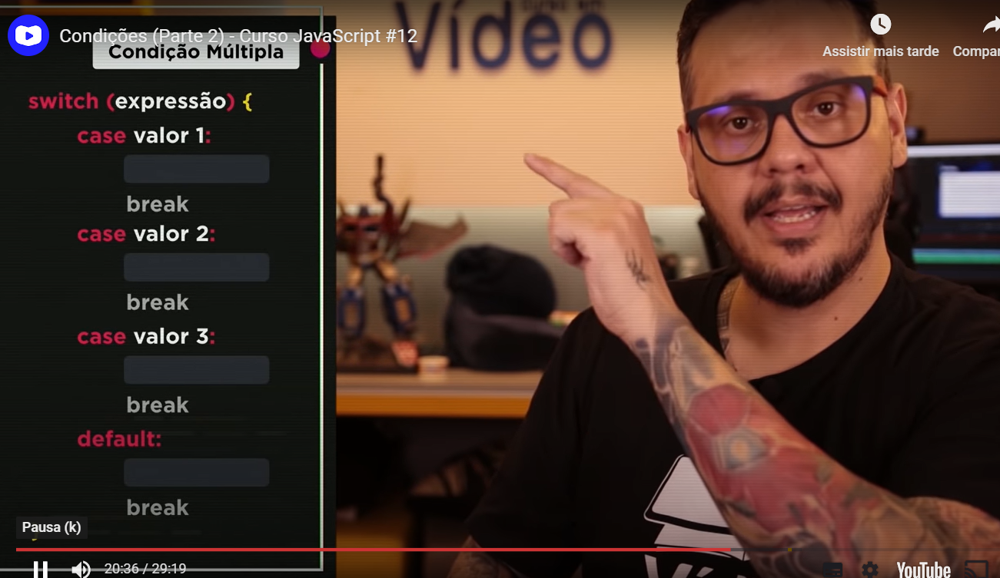 Condições (Parte 2) - Curso JavaScript #12
Vídeo
Assistir mais tarde
Compar
Condição Múltipla
switch (expressão) {
case valor 1:
break
case valor 2:
break
case valor 3:
break
default:
break
Pausa (k)
20:36 / 29:19
YouTube